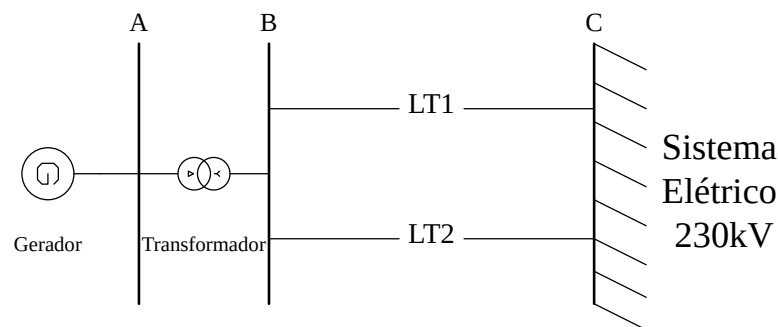 A
B
C
LT1
Sistema
Elétrico
230kV
G
Gerador
Transformador
LT2